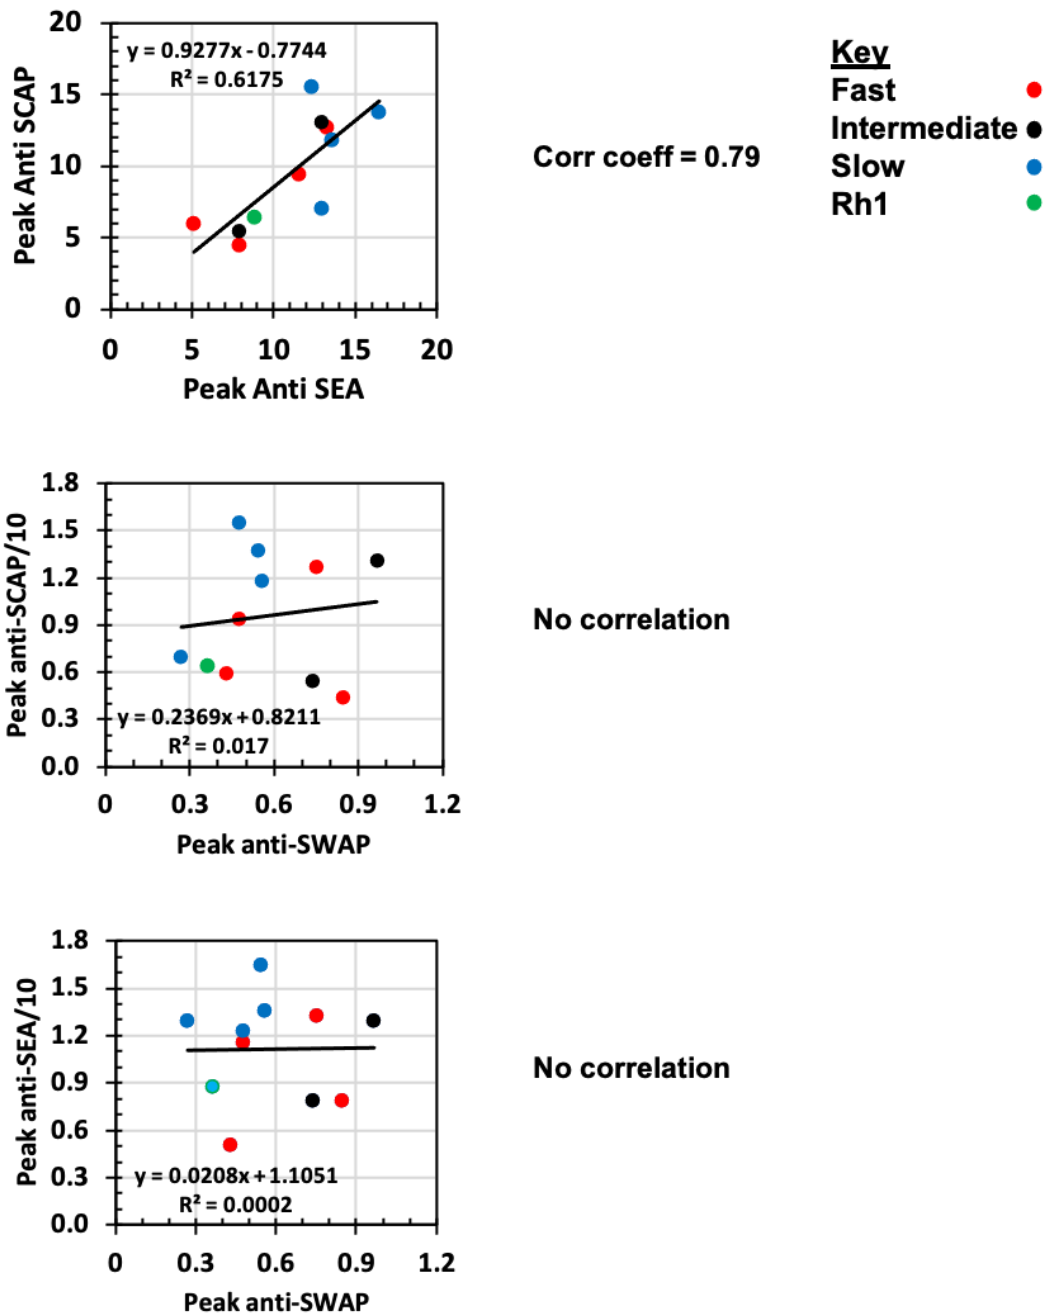 20
15
10
5
0
Peak Anti SCAP
y = 0.9277x - 0.7744
R² = 0.6175
0 5 10 15 20
Peak Anti SEA
Corr coeff = 0.79
Key
Fast
Intermediate
Slow
Rh1
1.8
1.5
1.2
0.9
0.6
0.3
0.0
Peak anti-SCAP/10
y = 0.2369x + 0.8211
R² = 0.017
0 0.3 0.6 0.9 1.2
Peak anti-SWAP
No correlation
1.8
1.5
1.2
0.9
0.6
0.3
0.0
Peak anti-SEA/10
y = 0.0208x + 1.1051
R² = 0.0002
0 0.3 0.6 0.9 1.2
Peak anti-SWAP
No correlation